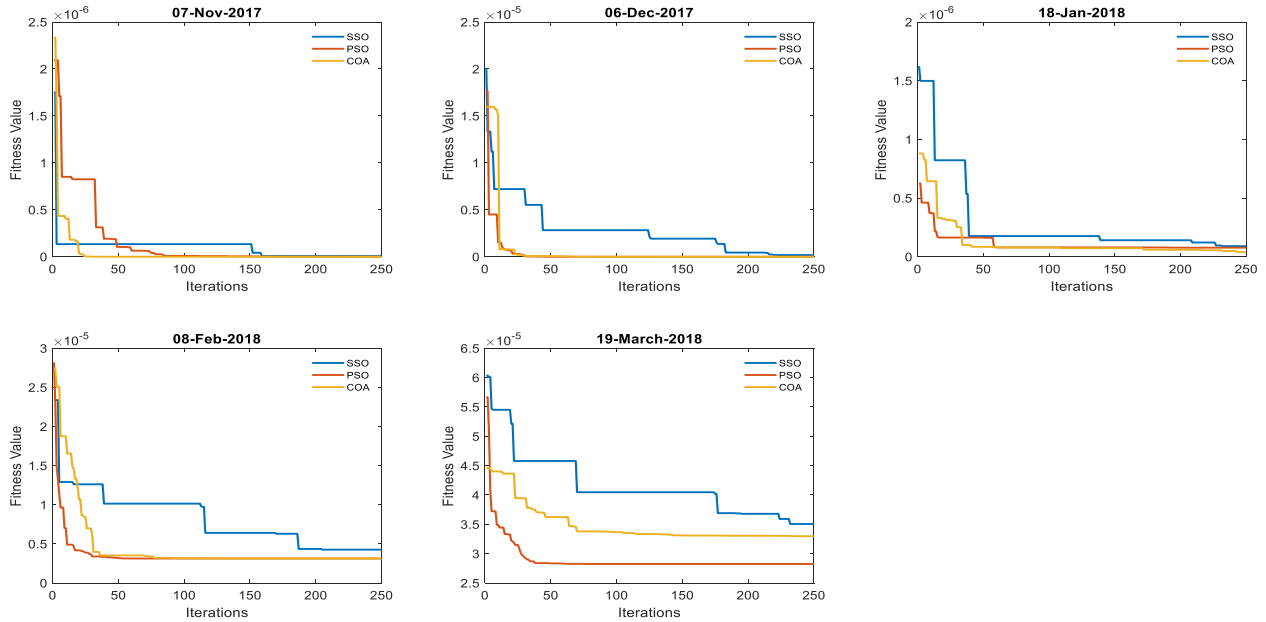 07-Nov-2017
×10-6
Fitness Value
2.5
2
1.5
1
0.5
0
0 50 100 150 200 250
Iterations
SSO
PSO
COA
06-Dec-2017
×10-5
Fitness Value
2.5
2
1.5
1
0.5
0
0 50 100 150 200 250
Iterations
SSO
PSO
COA
18-Jan-2018
×10-6
Fitness Value
2
1.5
1
0.5
0
0 50 100 150 200 250
Iterations
SSO
PSO
COA
08-Feb-2018
×10-5
Fitness Value
3
2.5
2
1.5
1
0.5
0
0 50 100 150 200 250
Iterations
SSO
PSO
COA
19-March-2018
×10-5
Fitness Value
6.5
6
5.5
5
4.5
4
3.5
3
2.5
0 50 100 150 200 250
Iterations
SSO
PSO
COA